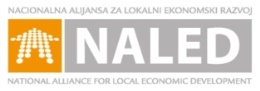 NACIONALNA ALIJANSA ZA LOKALNI EKONOMSKI RAZVOJ
NALED
NATIONAL ALLIANCE FOR LOCAL ECONOMIC DEVELOPMENT